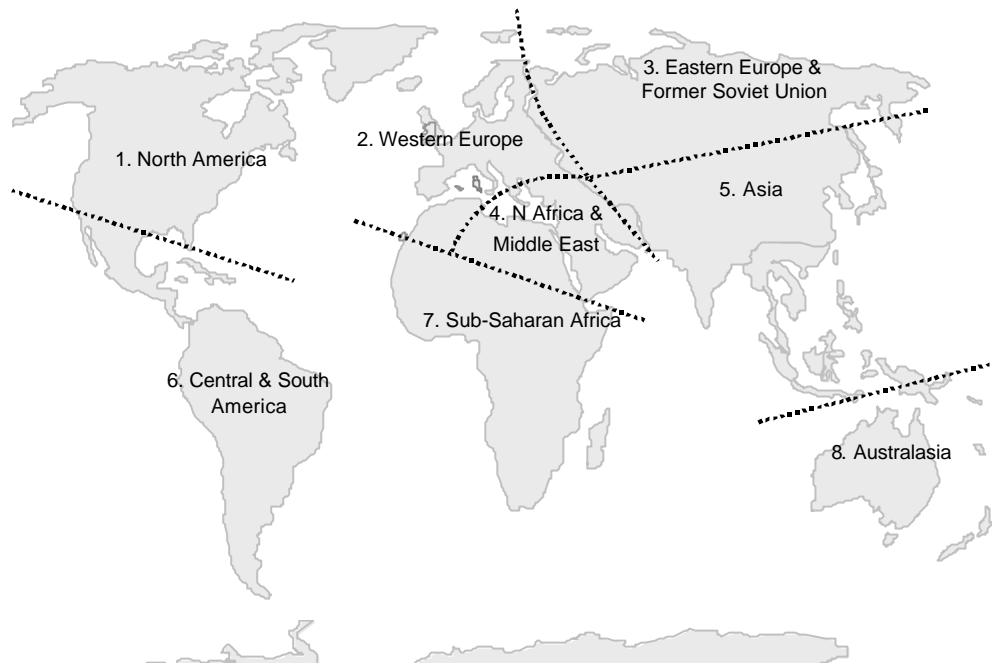 3. Eastern Europe &
Former Soviet Union
2. Western Europe
1. North America
5. Asia
4. N Africa &
Middle East
7. Sub-Saharan Africa
6. Central & South
America
8. Australasia